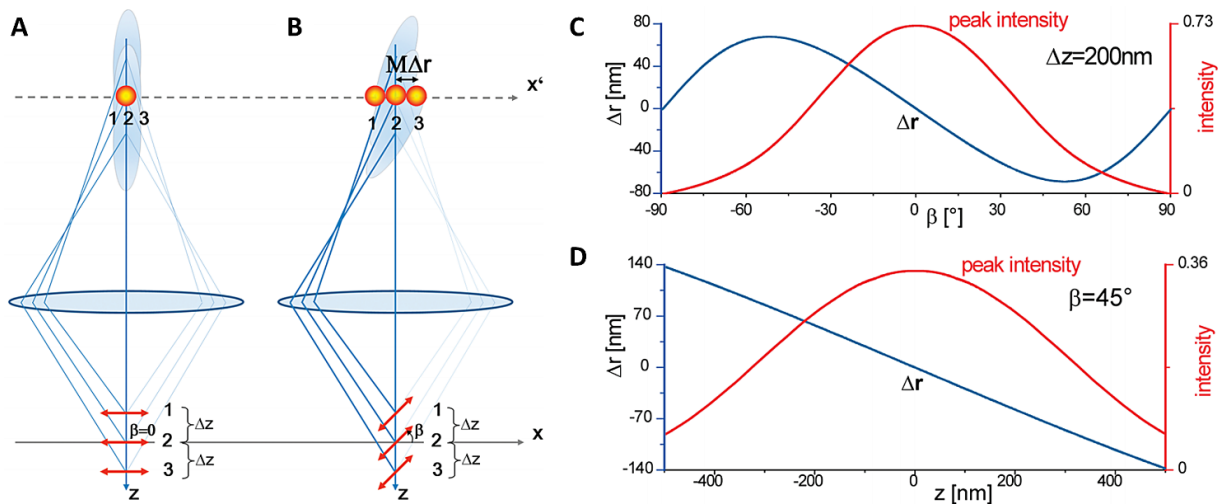 A
1 2 3
x‘
β=0
1
2
3
Δz
Δz
z
B
MΔr
1
2
3
β
1
2
3
Δz
Δz
x
z
C
peak intensity
Δz=200nm
Δr
Δr [nm]
80
40
0
-40
-80
-90
-60
-30
0
30
60
90
β [°]
0.73
0
intensity
D
peak intensity
β=45°
Δr
Δr [nm]
140
70
0
-70
-140
-400
-200
0
200
400
z [nm]
0.36
0
intensity